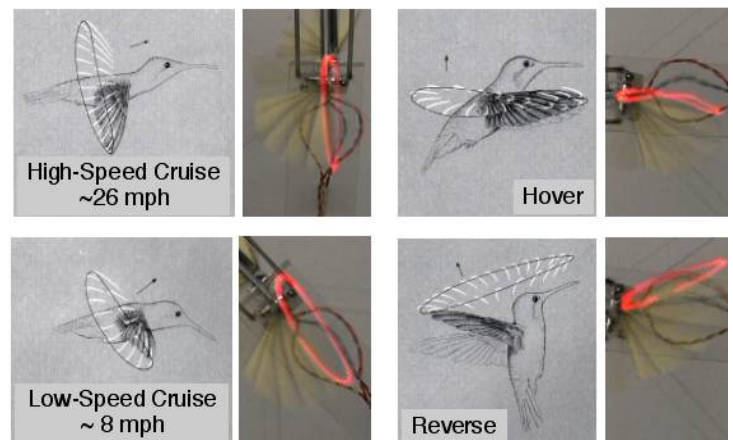 High-Speed Cruise
~26 mph
Hover
Low-Speed Cruise
~ 8 mph
Reverse